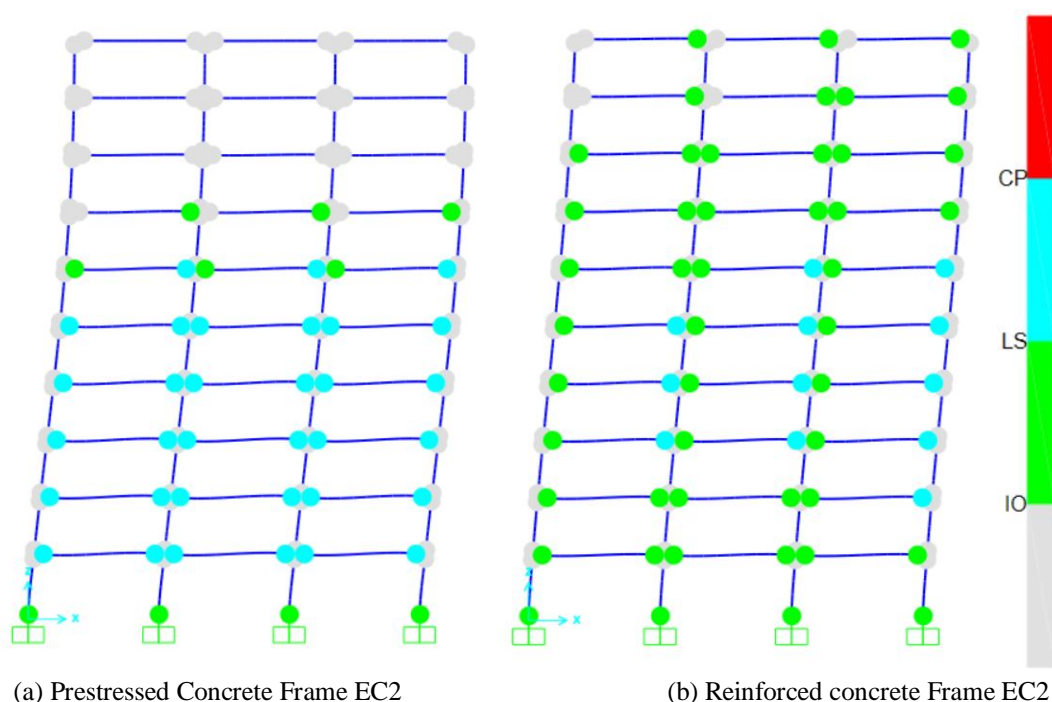 CP
LS
IO
z
x
z
x
(a) Prestressed Concrete Frame EC2
(b) Reinforced concrete Frame EC2